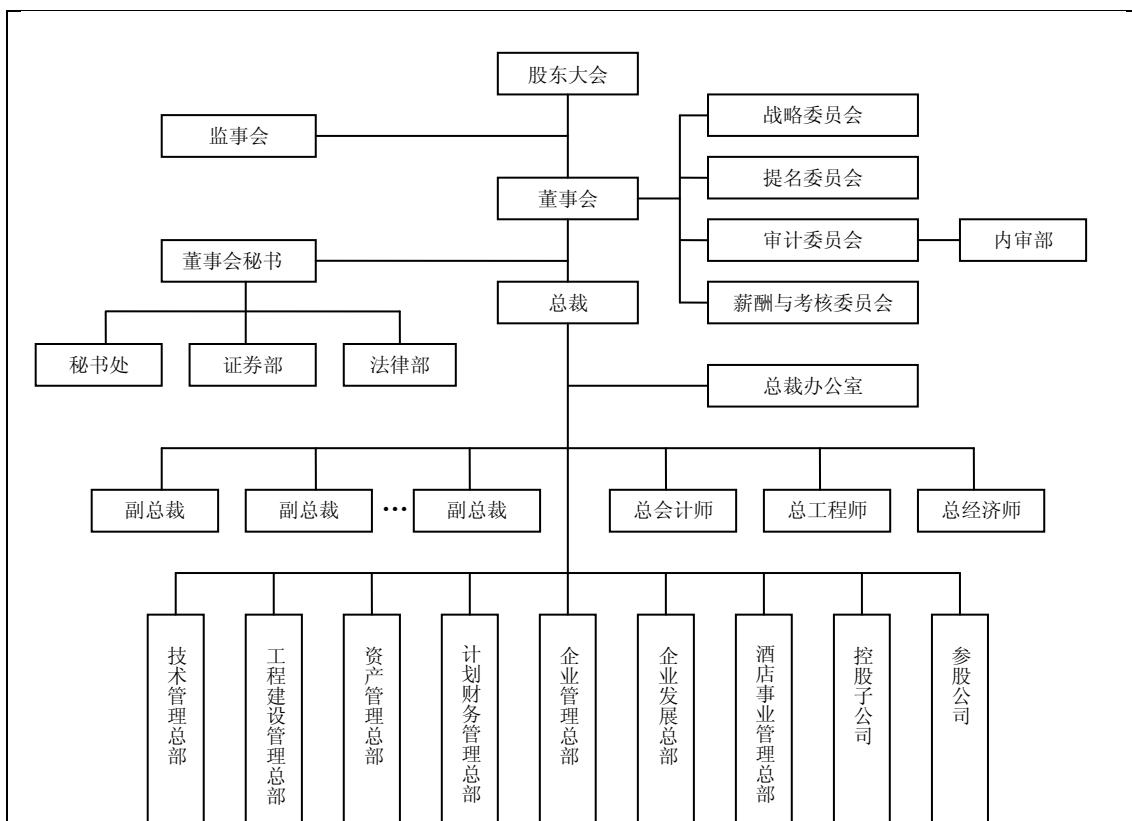 股东大会
监事会
战略委员会
提名委员会
董事会
审计委员会
内审部
董事会秘书
总裁
薪酬与考核委员会
秘书处
证券部
法律部
总裁办公室
副总裁
副总裁
…
副总裁
总会计师
总工程师
总经济师
技术管理总部
工程建设管理总部
资产管理总部
计划财务管理总部
企业管理总部
企业发展总部
酒店事业管理总部
控股子公司
参股公司